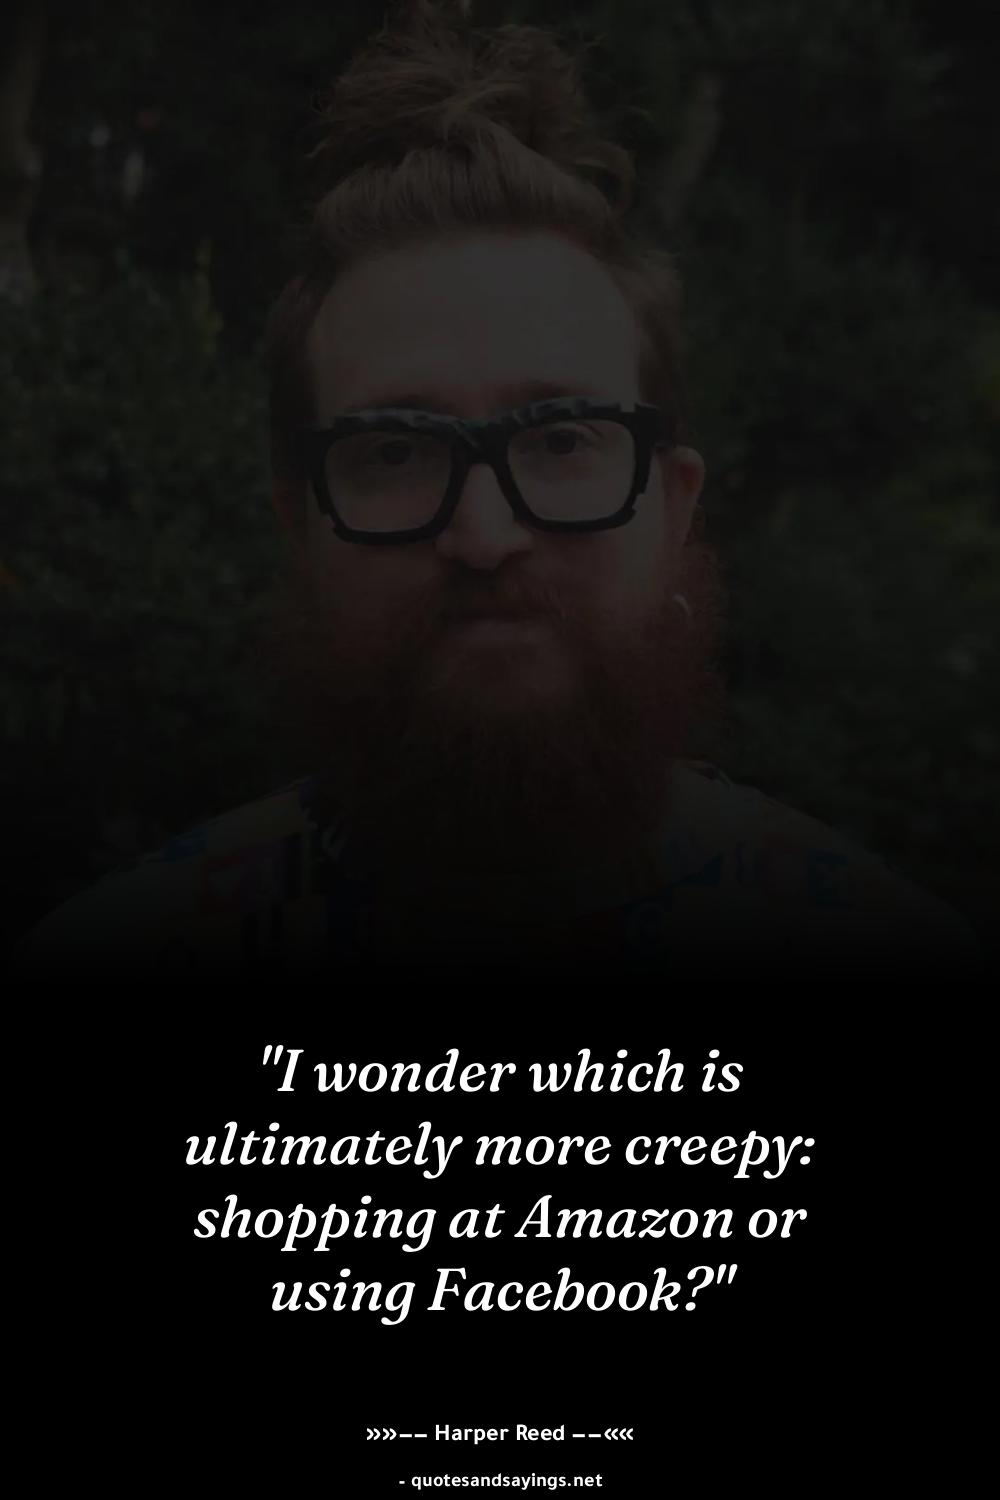 "I wonder which is
ultimately more creepy:
shopping at Amazon or
using Facebook?"
»»−− Harper Reed −−««
- quotesandsayings.net